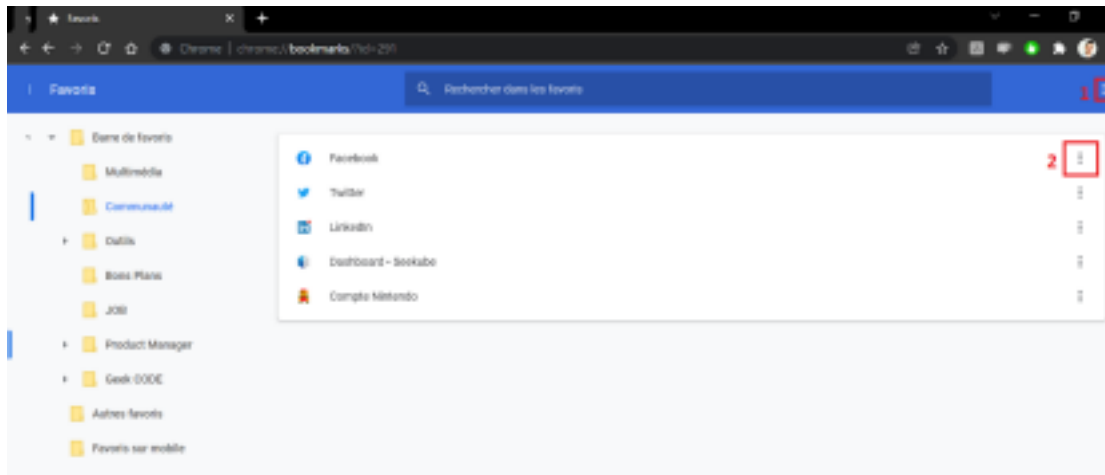 Favoris
Chrome | chrome://bookmarks/?id=291
Favoris
Rechercher dans les favoris
1
Barre de favoris
Multimédia
Communauté
Outils
Bons Plans
JOB
Product Manager
Geek CODE
Autres favoris
Favoris sur mobile
Facebook
2
Twitter
LinkedIn
Dashboard - Seekube
Compte Nintendo